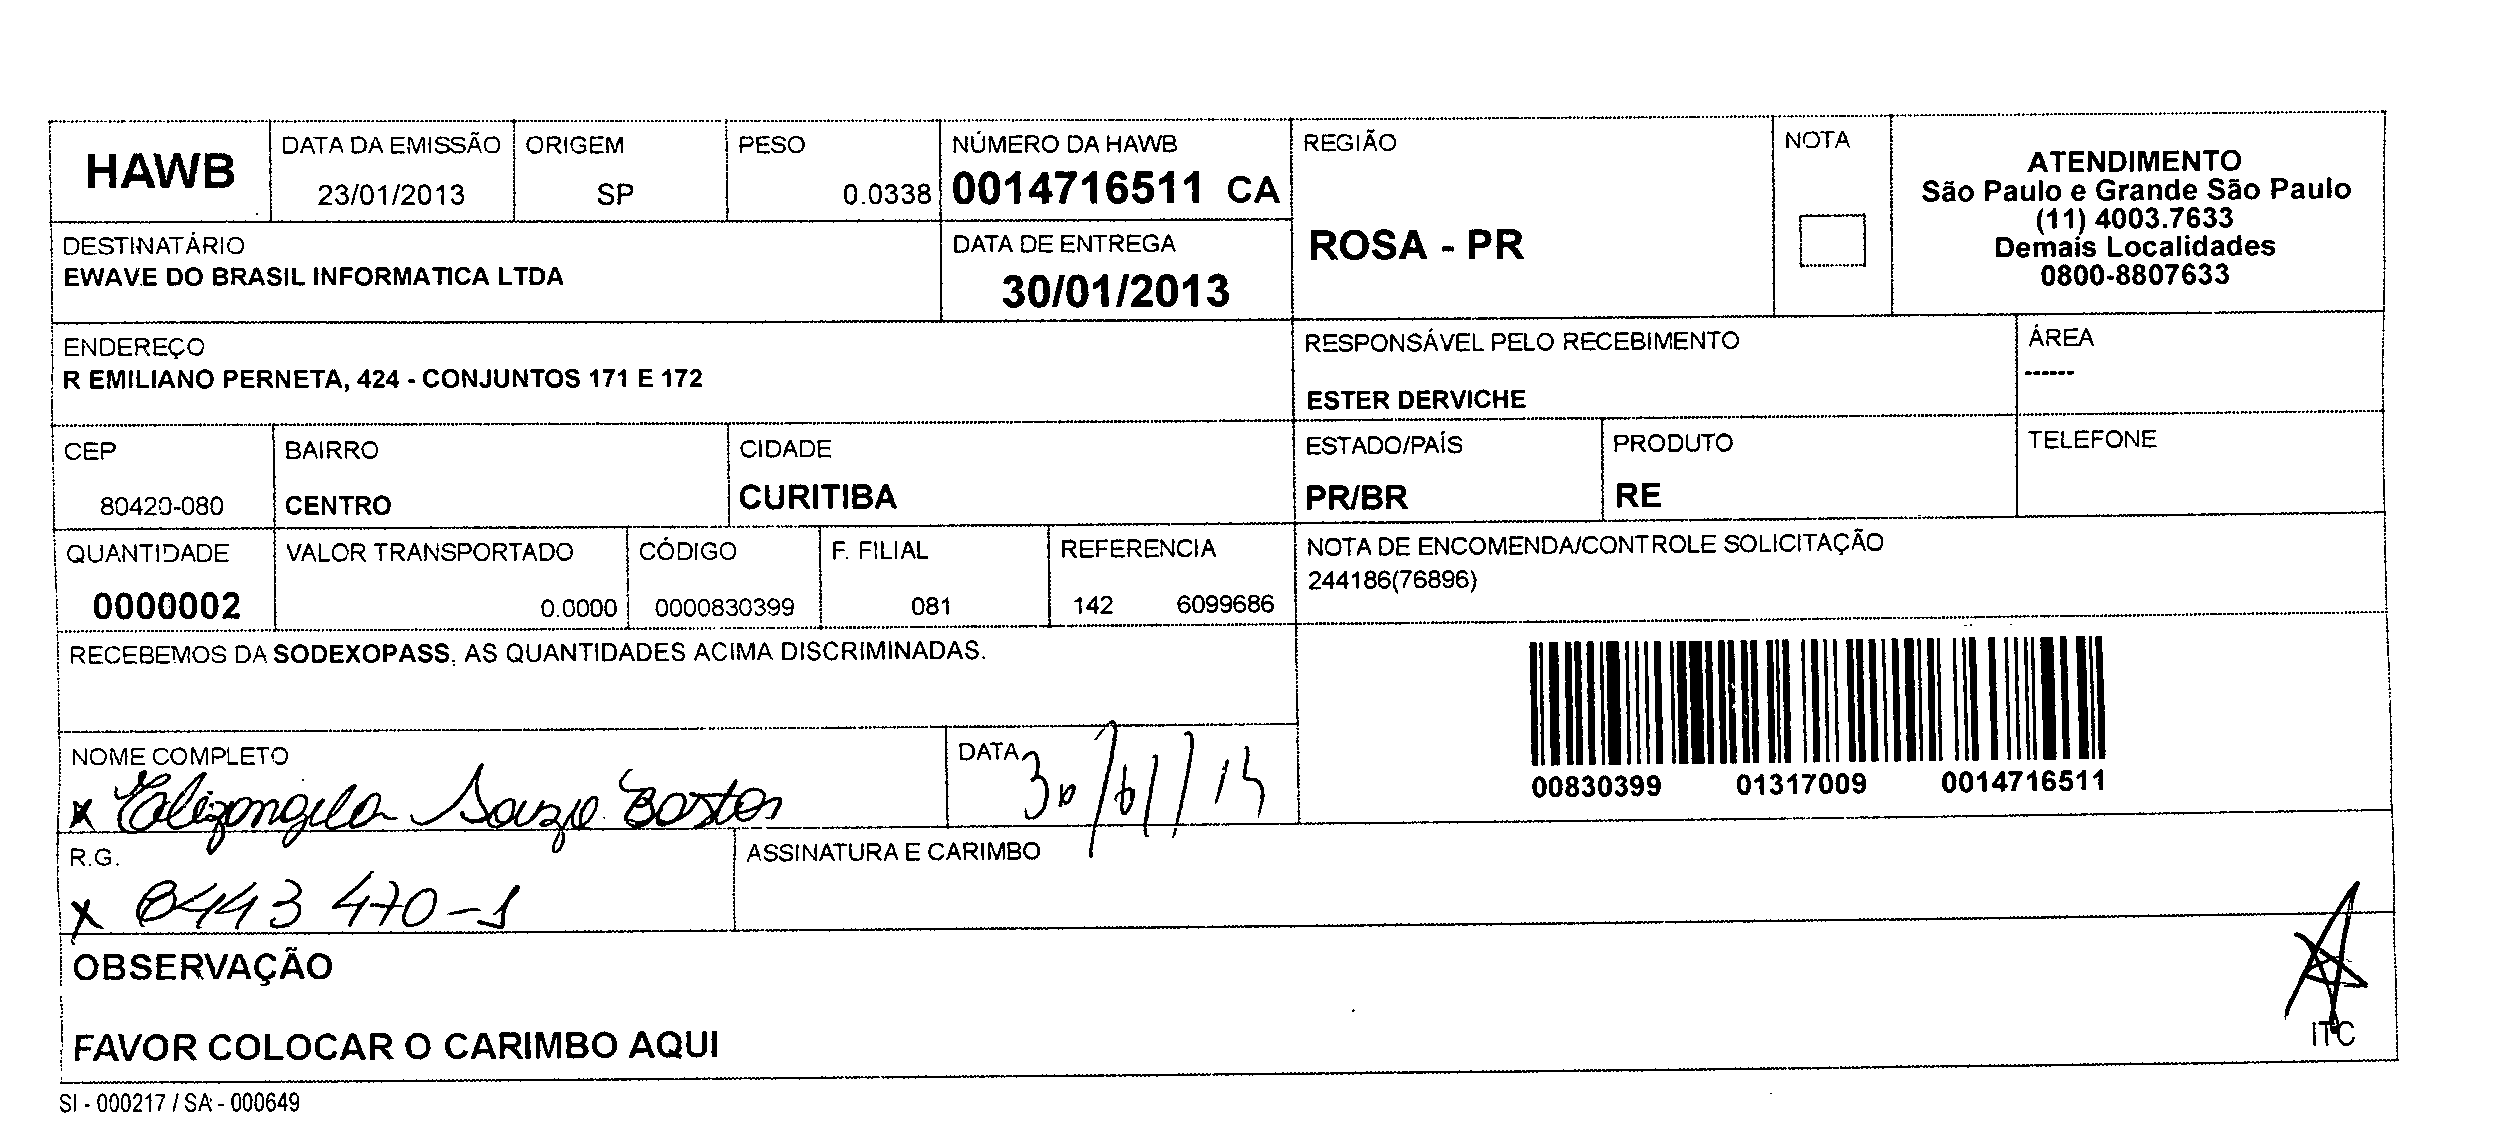 HAWB
DATA DA EMISSÃO
23/01/2013
ORIGEM
SP
PESO
0.0338
NÚMERO DA HAWB
0014716511 CA
REGIÃO
ROSA - PR
NOTA
ATENDIMENTO
São Paulo e Grande São Paulo
(11) 4003.7633
Demais Localidades
0800-8807633
DESTINATÁRIO
EWAVE DO BRASIL INFORMATICA LTDA
DATA DE ENTREGA
30/01/2013
ENDEREÇO
R EMILIANO PERNETA, 424 - CONJUNTOS 171 E 172
RESPONSÁVEL PELO RECEBIMENTO
ESTER DERVICHE
ÁREA
------
CEP
80420-080
BAIRRO
CENTRO
CIDADE
CURITIBA
ESTADO/PAÍS
PR/BR
PRODUTO
RE
TELEFONE
QUANTIDADE
0000002
VALOR TRANSPORTADO
0.0000
CÓDIGO
0000830399
F. FILIAL
081
REFERENCIA
142 6099686
NOTA DE ENCOMENDA/CONTROLE SOLICITAÇÃO
244186(76896)
RECEBEMOS DA SODEXOPASS, AS QUANTIDADES ACIMA DISCRIMINADAS.
00830399 01317009 0014716511
NOME COMPLETO
x Elizangela Souza Bastos
DATA
30/01/13
R.G.
x 8443 470-1
ASSINATURA E CARIMBO
OBSERVAÇÃO
FAVOR COLOCAR O CARIMBO AQUI
ITC
SI - 000217 / SA - 000649